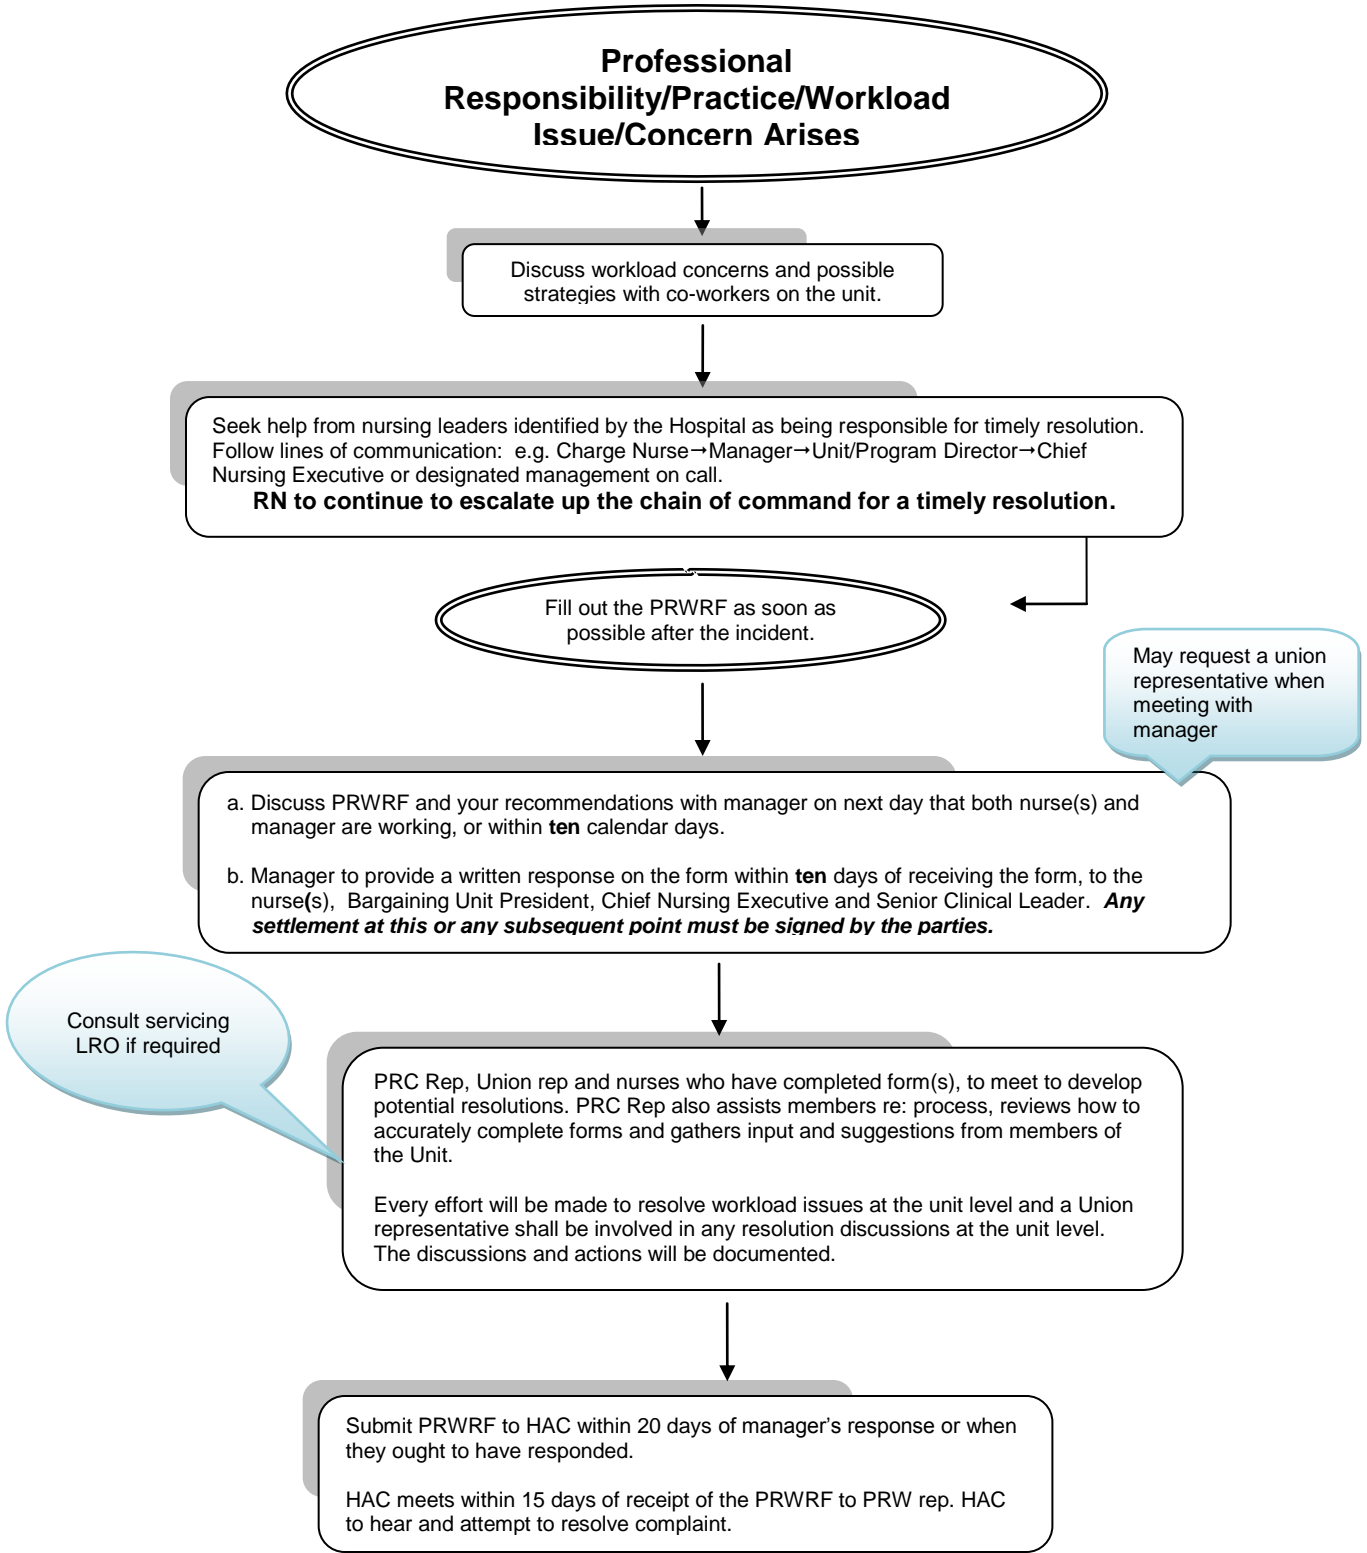 Professional
Responsibility/Practice/Workload
Issue/Concern Arises
Discuss workload concerns and possible
strategies with co-workers on the unit.
Seek help from nursing leaders identified by the Hospital as being responsible for timely resolution.
Follow lines of communication:  e.g. Charge Nurse→Manager→Unit/Program Director→Chief
Nursing Executive or designated management on call.
RN to continue to escalate up the chain of command for a timely resolution.
Fill out the PRWRF as soon as
possible after the incident.
May request a union
representative when
meeting with
manager
a. Discuss PRWRF and your recommendations with manager on next day that both nurse(s) and
manager are working, or within ten calendar days.
b. Manager to provide a written response on the form within ten days of receiving the form, to the
nurse(s),  Bargaining Unit President, Chief Nursing Executive and Senior Clinical Leader.  Any
settlement at this or any subsequent point must be signed by the parties.
Consult servicing
LRO if required
PRC Rep, Union rep and nurses who have completed form(s), to meet to develop
potential resolutions. PRC Rep also assists members re: process, reviews how to
accurately complete forms and gathers input and suggestions from members of
the Unit.
Every effort will be made to resolve workload issues at the unit level and a Union
representative shall be involved in any resolution discussions at the unit level.
The discussions and actions will be documented.
Submit PRWRF to HAC within 20 days of manager's response or when
they ought to have responded.
HAC meets within 15 days of receipt of the PRWRF to PRW rep. HAC
to hear and attempt to resolve complaint.